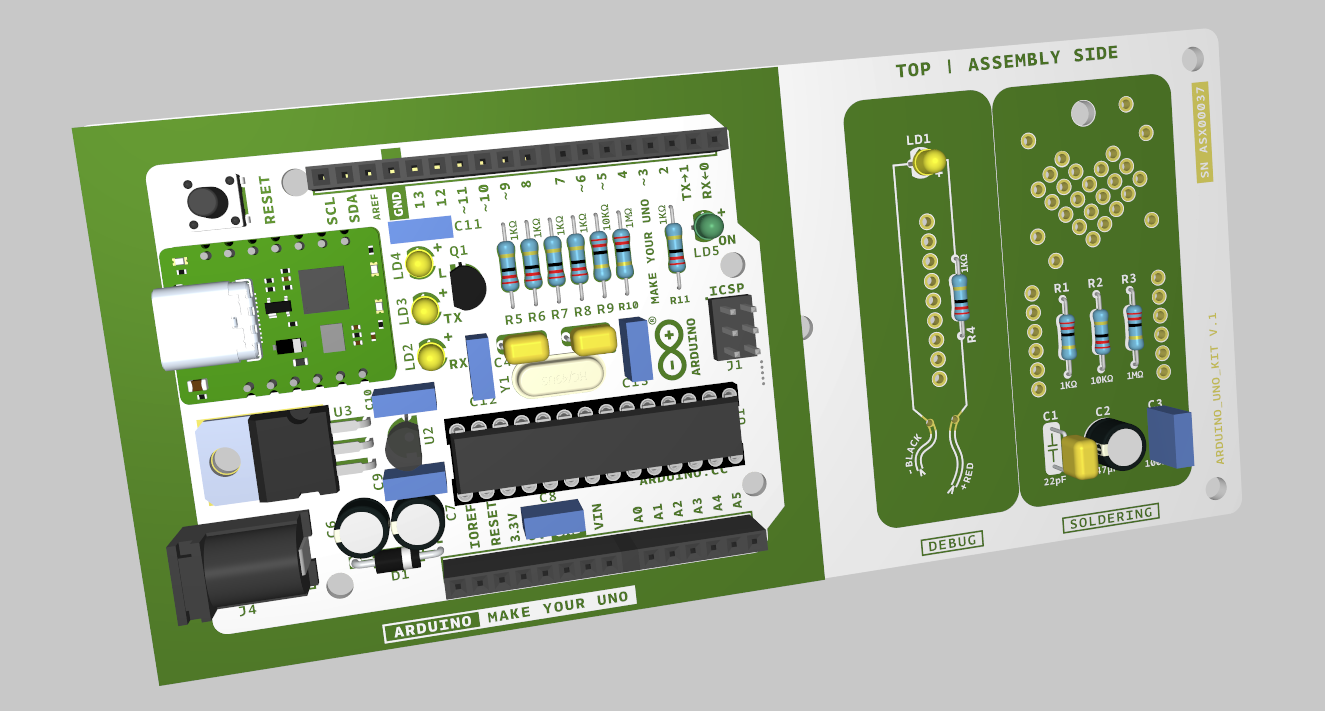 TOP | ASSEMBLY SIDE
SN ASX00037
LD1
RESET
SCL
SDA
AREF
GND
13
12
~11
~10
~9
8
7
~6
~5
4
~3
2
TX→1
RX←0
C11
Q1
LD4
L
LD3
TX
LD2
RX
1KΩ
1KΩ
1KΩ
1KΩ
10KΩ
1MΩ
1KΩ
R5
R6
R7
R8
R9
R10
R11
MAKE YOUR UNO
ON
LD5
ICSP
J1
®
ARDUINO
Y1
C12
C13
C10
U3
U2
U1
C9
C6
C7
C8
D1
J4
ARDUINO.CC
IOREF
RESET
3.3V
VIN
A0
A1
A2
A3
A4
A5
ARDUINO MAKE YOUR UNO
1KΩ
R4
-BLACK
+RED
DEBUG
R1
R2
R3
1KΩ
10KΩ
1MΩ
C1
C2
C3
22pF
SOLDERING
ARDUINO_UNO_KIT V.1